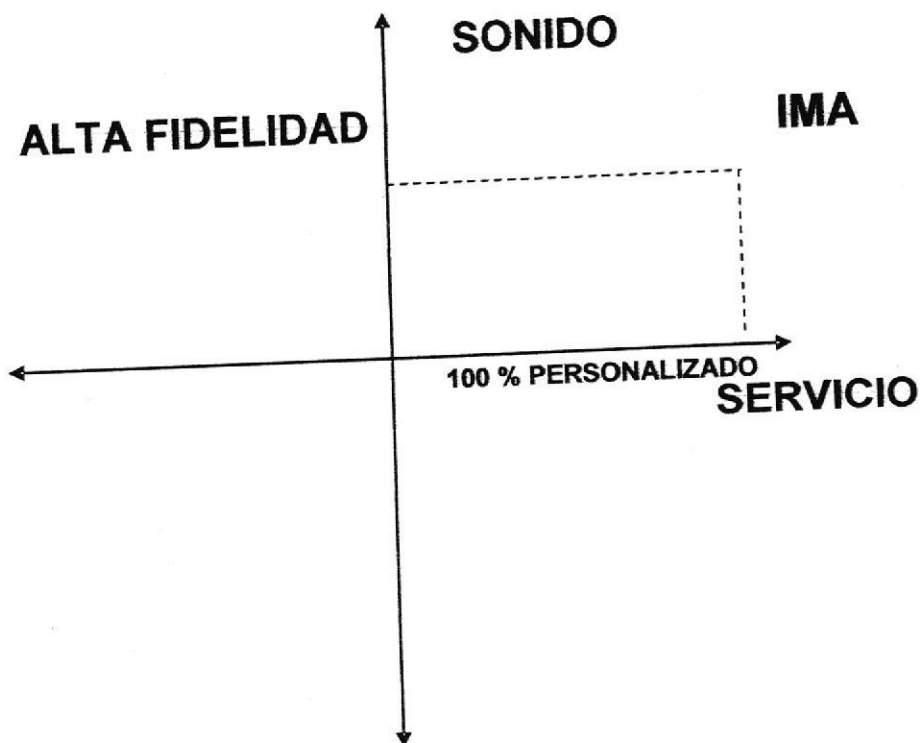 SONIDO
IMA
ALTA FIDELIDAD
100 % PERSONALIZADO
SERVICIO